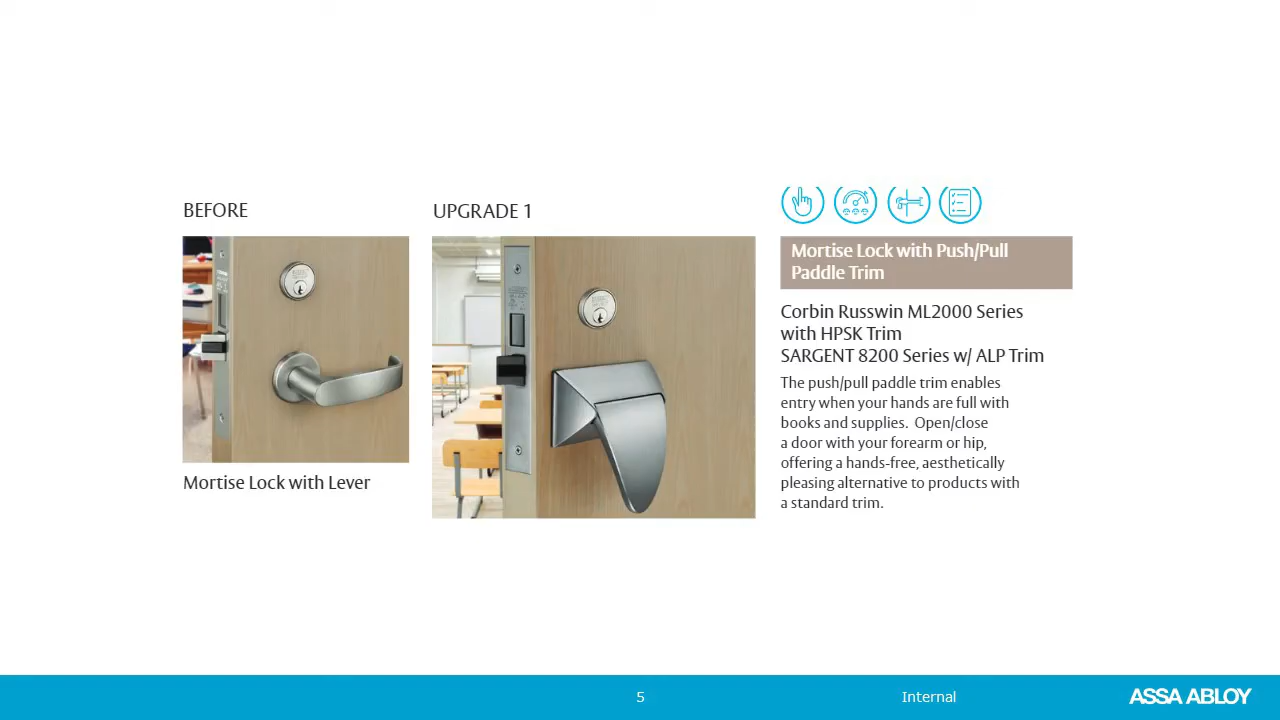 BEFORE
UPGRADE 1
Mortise Lock with Lever
Mortise Lock with Push/Pull
Paddle Trim
Corbin Russwin ML2000 Series
with HPSK Trim
SARGENT 8200 Series w/ ALP Trim
The push/pull paddle trim enables
entry when your hands are full with
books and supplies. Open/close
a door with your forearm or hip,
offering a hands-free, aesthetically
pleasing alternative to products with
a standard trim.
5
Internal
ASSA ABLOY